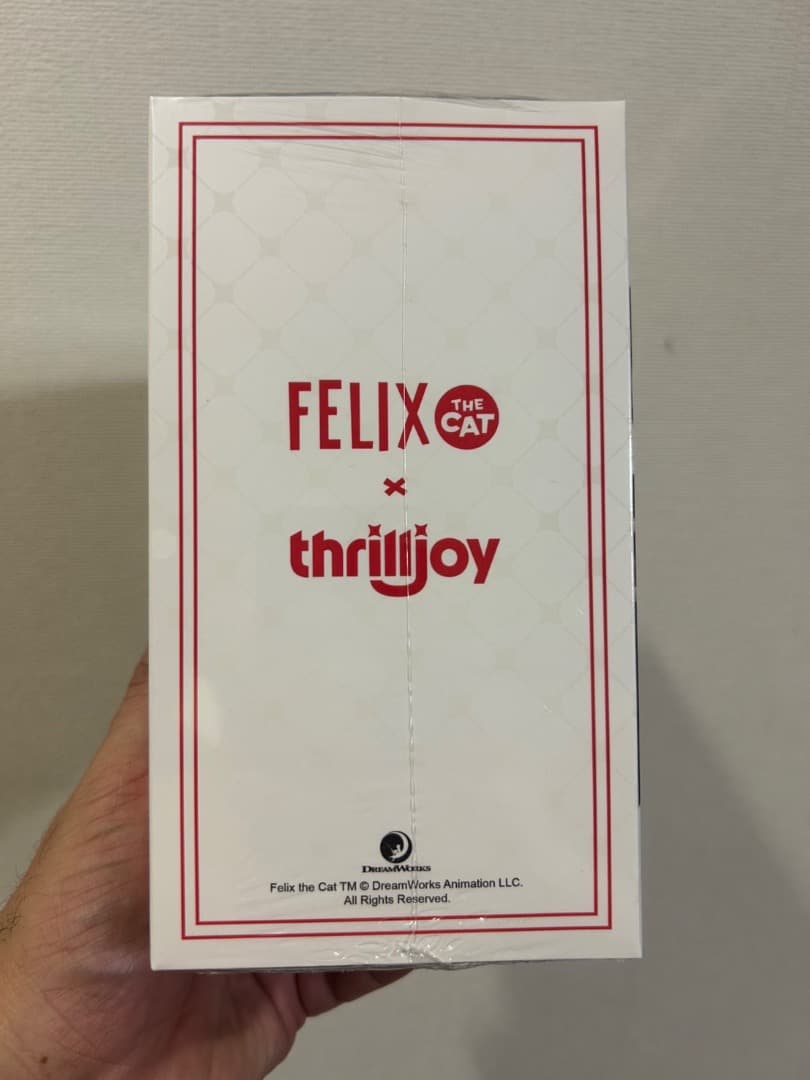 FELIX THE CAT
×
thrilljoy
DREAMWORKS
Felix the Cat TM © DreamWorks Animation LLC.
All Rights Reserved.